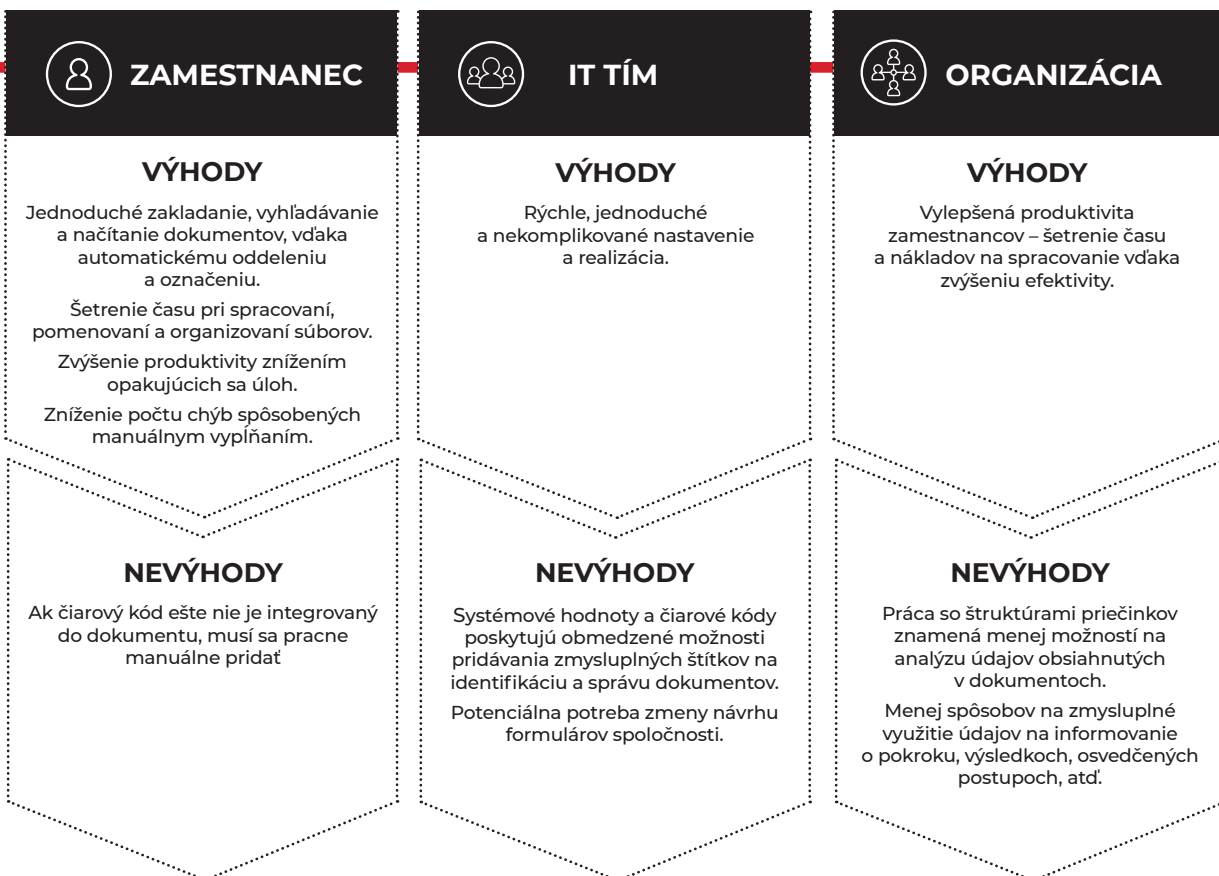 ZAMESTNANEC
VÝHODY
Jednoduché zakladanie, vyhľadávanie
a načítanie dokumentov, vďaka
automatickému oddeleniu
a označeniu.
Šetrenie času pri spracovaní,
pomenovaní a organizovaní súborov.
Zvýšenie produktivity znížením
opakujúcich sa úloh.
Zníženie počtu chýb spôsobených
manuálnym vypĺňaním.
NEVÝHODY
Ak čiarový kód ešte nie je integrovaný
do dokumentu, musí sa pracne
manuálne pridať
IT TÍM
VÝHODY
Rýchle, jednoduché
a nekomplikované nastavenie
a realizácia.
NEVÝHODY
Systémové hodnoty a čiarové kódy
poskytujú obmedzené možnosti
pridávania zmysluplných štítkov na
identifikáciu a správu dokumentov.
Potenciálna potreba zmeny návrhu
formulárov spoločnosti.
ORGANIZÁCIA
VÝHODY
Vylepšená produktivita
zamestnancov – šetrenie času
a nákladov na spracovanie vďaka
zvýšeniu efektivity.
NEVÝHODY
Práca so štruktúrami priečinkov
znamená menej možností na
analýzu údajov obsiahnutých
v dokumentoch.
Menej spôsobov na zmysluplné
využitie údajov na informovanie
o pokroku, výsledkoch, osvedčených
postupoch, atď.